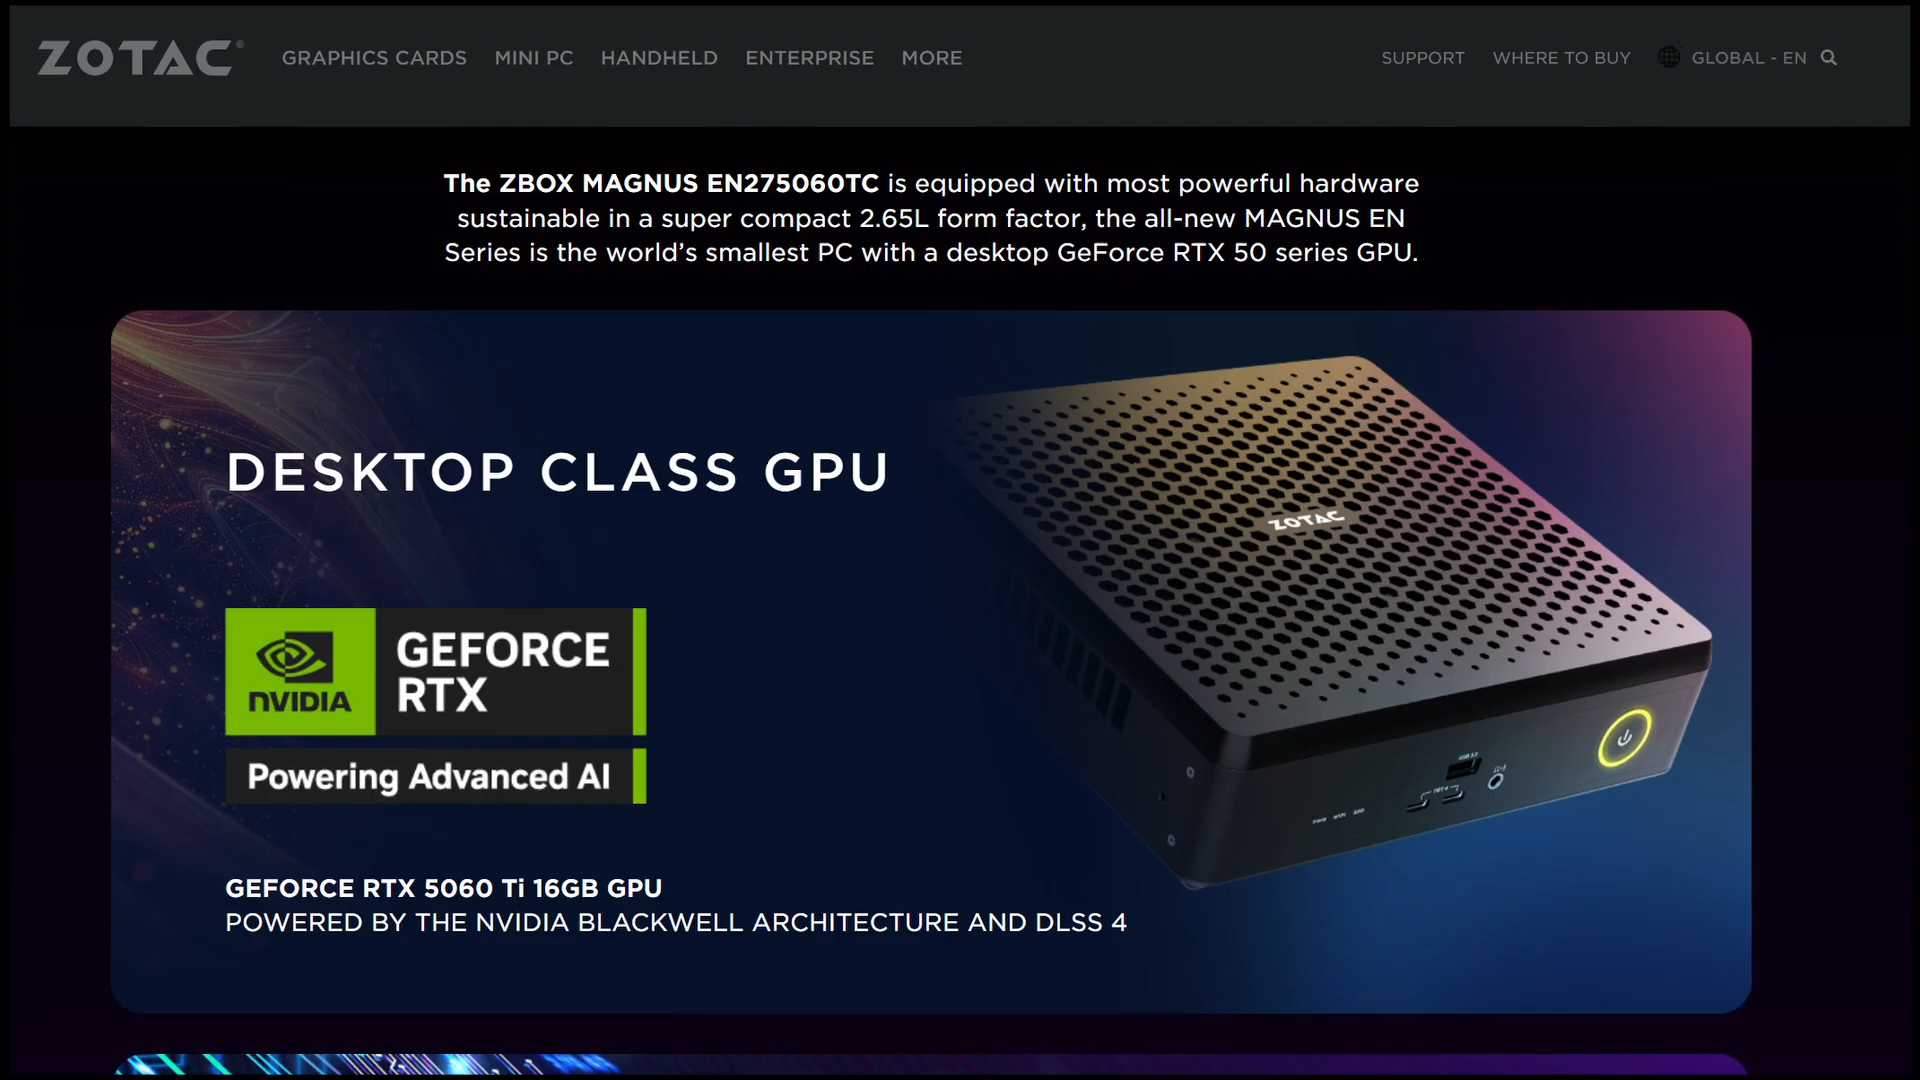 ZOTAC®
GRAPHICS CARDS MINI PC HANDHELD ENTERPRISE MORE
SUPPORT WHERE TO BUY GLOBAL - EN
The ZBOX MAGNUS EN275060TC is equipped with most powerful hardware
sustainable in a super compact 2.65L form factor, the all-new MAGNUS EN
Series is the world’s smallest PC with a desktop GeForce RTX 50 series GPU.
DESKTOP CLASS GPU
ZOTAC
NVIDIA
GEFORCE
RTX
Powering Advanced AI
GEFORCE RTX 5060 Ti 16GB GPU
POWERED BY THE NVIDIA BLACKWELL ARCHITECTURE AND DLSS 4